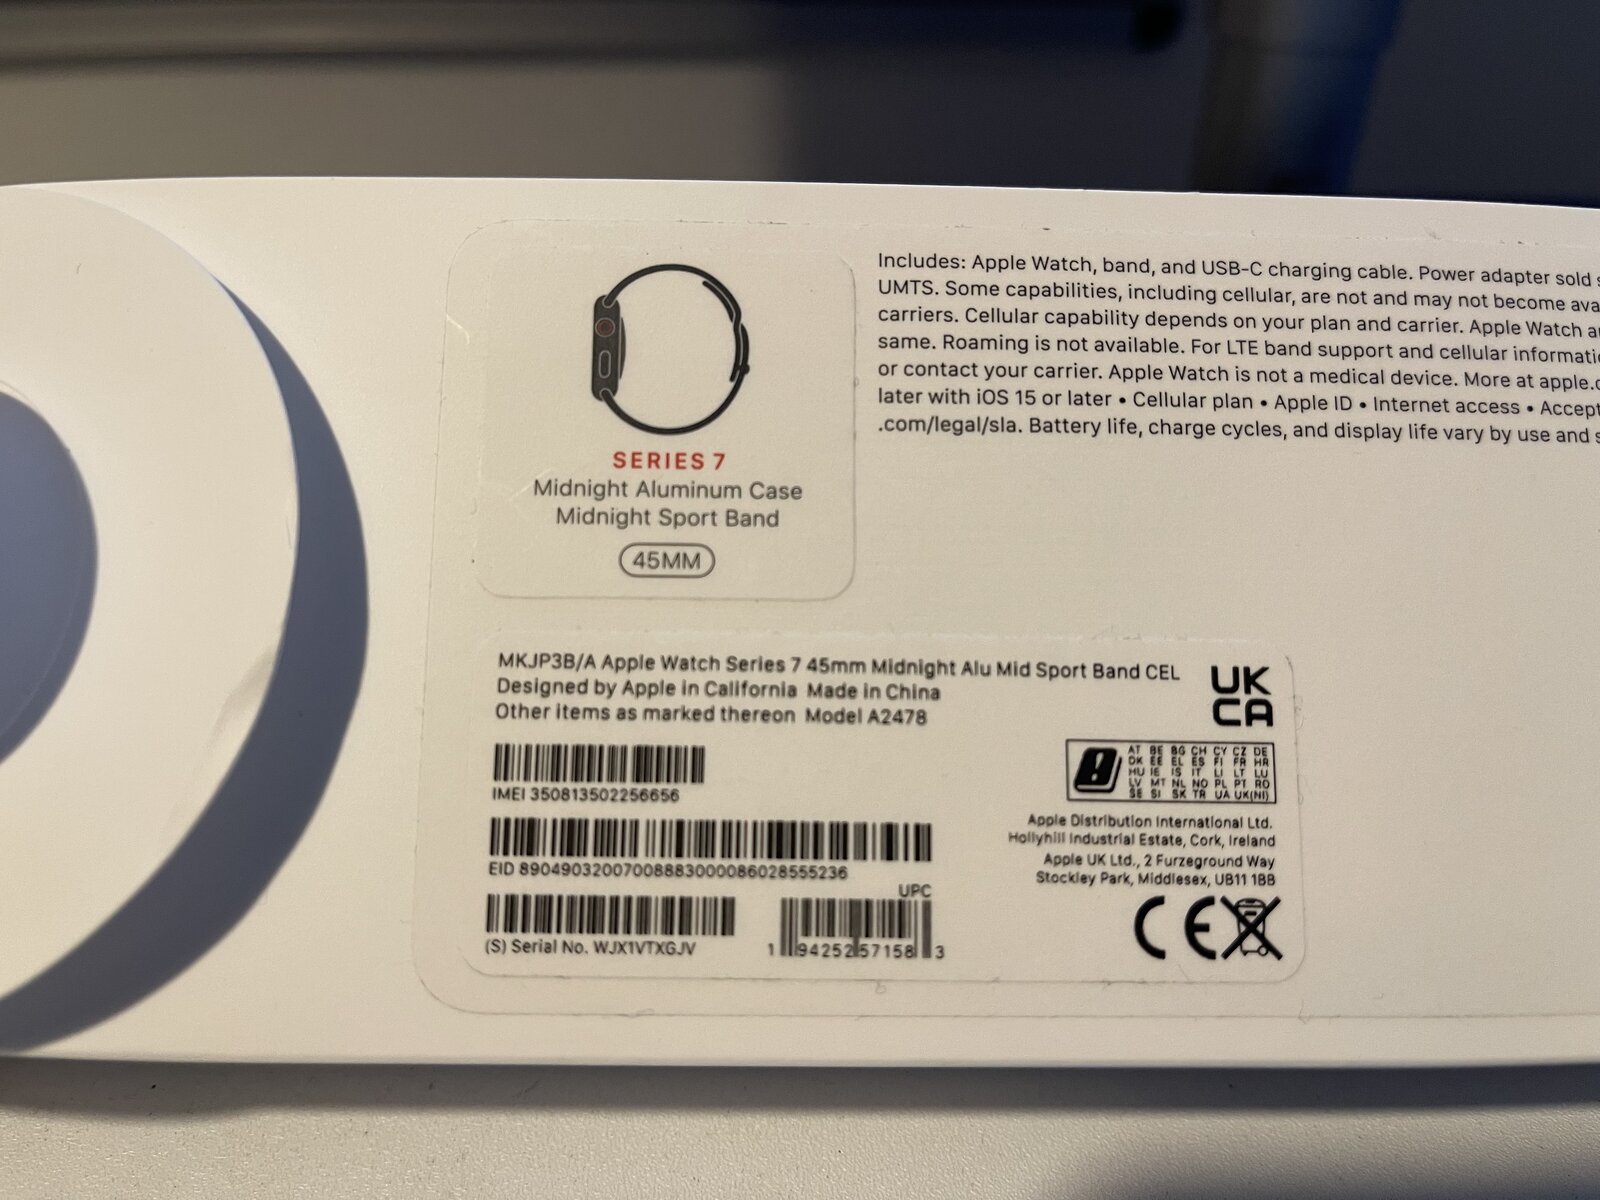 SERIES 7
Midnight Aluminum Case
Midnight Sport Band
45MM
Includes: Apple Watch, band, and USB-C charging cable. Power adapter sold
UMTS. Some capabilities, including cellular, are not and may not become
carriers. Cellular capability depends on your plan and carrier. Apple Watch
same. Roaming is not available. For LTE band support and cellular
or contact your carrier. Apple Watch is not a medical device. More at
later with iOS 15 or later • Cellular plan • Apple ID • Internet access •
.com/legal/sla. Battery life, charge cycles, and display life vary by use and
MKJP3B/A Apple Watch Series 7 45mm Midnight Alu Mid Sport Band CEL
Designed by Apple in California Made in China
Other items as marked thereon Model A2478
UK
CA
IMEI 350813502256656
EID 89049032007008883000086028555236
(S) Serial No. WJX1VTXGJV
UPC
1 94252 57158 3
AT BE BG CH CY CZ DE
DK EE EL ES FI FR HR
HU IE IS IT LI LT LU
LV MT NL NO PL PT RO
SE SI SK TR UA UK(NI)
Apple Distribution International Ltd.
Hollyhill Industrial Estate, Cork, Ireland
Apple UK Ltd., 2 Furzeground Way
Stockley Park, Middlesex, UB11 1BB
CE